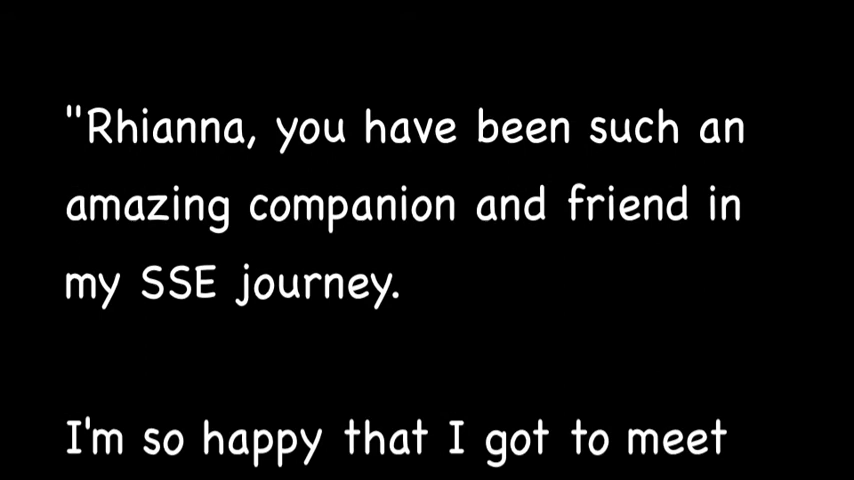 "Rhianna, you have been such an
amazing companion and friend in
my SSE journey.
I'm so happy that I got to meet